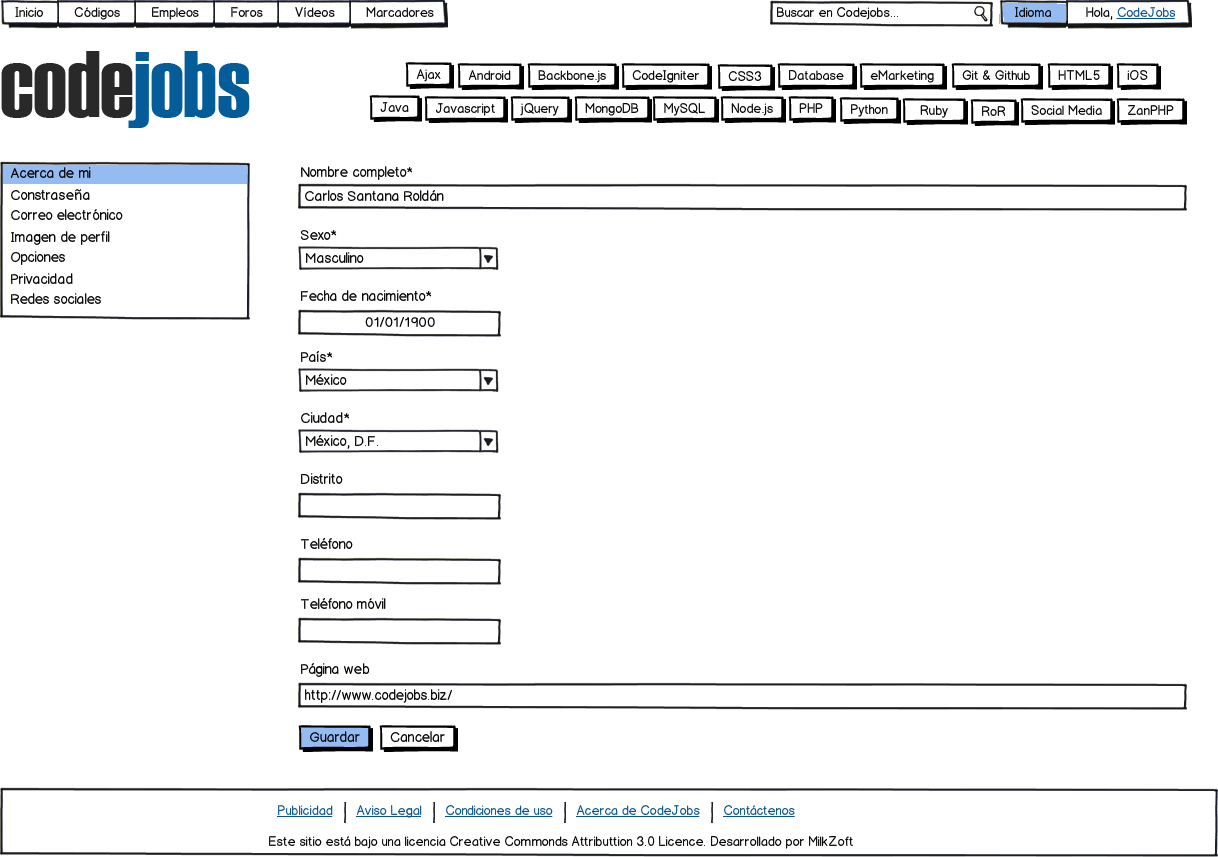 Inicio Códigos Empleos Foros Vídeos Marcadores Buscar en Codejobs... Idioma Hola, CodeJobs
codejobs
Ajax Android Backbone.js CodeIgniter CSS3 Database eMarketing Git & Github HTML5 iOS
Java Javascript jQuery MongoDB MySQL Node.js PHP Python Ruby RoR Social Media ZanPHP
Acerca de mi
Constraseña
Correo electrónico
Imagen de perfil
Opciones
Privacidad
Redes sociales
Nombre completo*
Carlos Santana Roldán
Sexo*
Masculino
Fecha de nacimiento*
01/01/1900
País*
México
Ciudad*
México, D.F.
Distrito
Teléfono
Teléfono móvil
Página web
http://www.codejobs.biz/
Guardar Cancelar
Publicidad | Aviso Legal | Condiciones de uso | Acerca de CodeJobs | Contáctenos
Este sitio está bajo una licencia Creative Commonds Attributtion 3.0 Licence. Desarrollado por MilkZoft